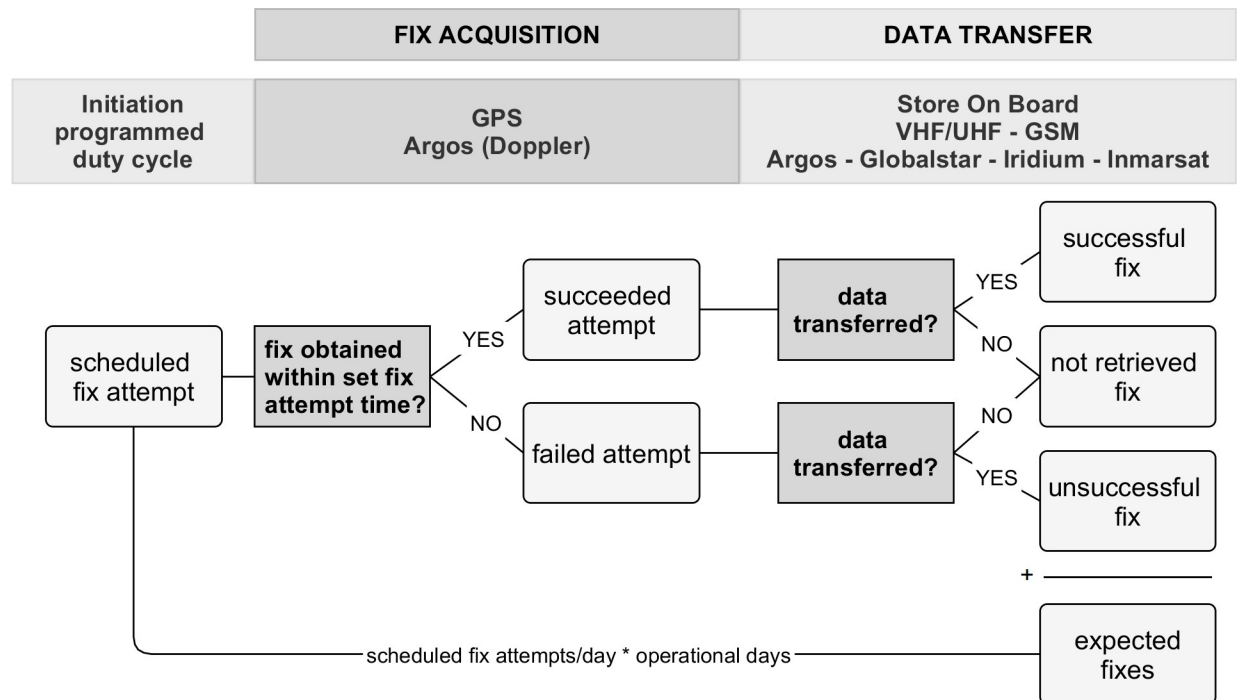 FIX ACQUISITION
DATA TRANSFER
Initiation
programmed
duty cycle
GPS
Argos (Doppler)
Store On Board
VHF/UHF - GSM
Argos - Globalstar - Iridium - Inmarsat
scheduled
fix attempt
fix obtained
within set fix
attempt time?
YES
NO
succeeded
attempt
failed attempt
data
transferred?
data
transferred?
YES
NO
NO
YES
successful
fix
not retrieved
fix
unsuccessful
fix
+
scheduled fix attempts/day * operational days
expected
fixes